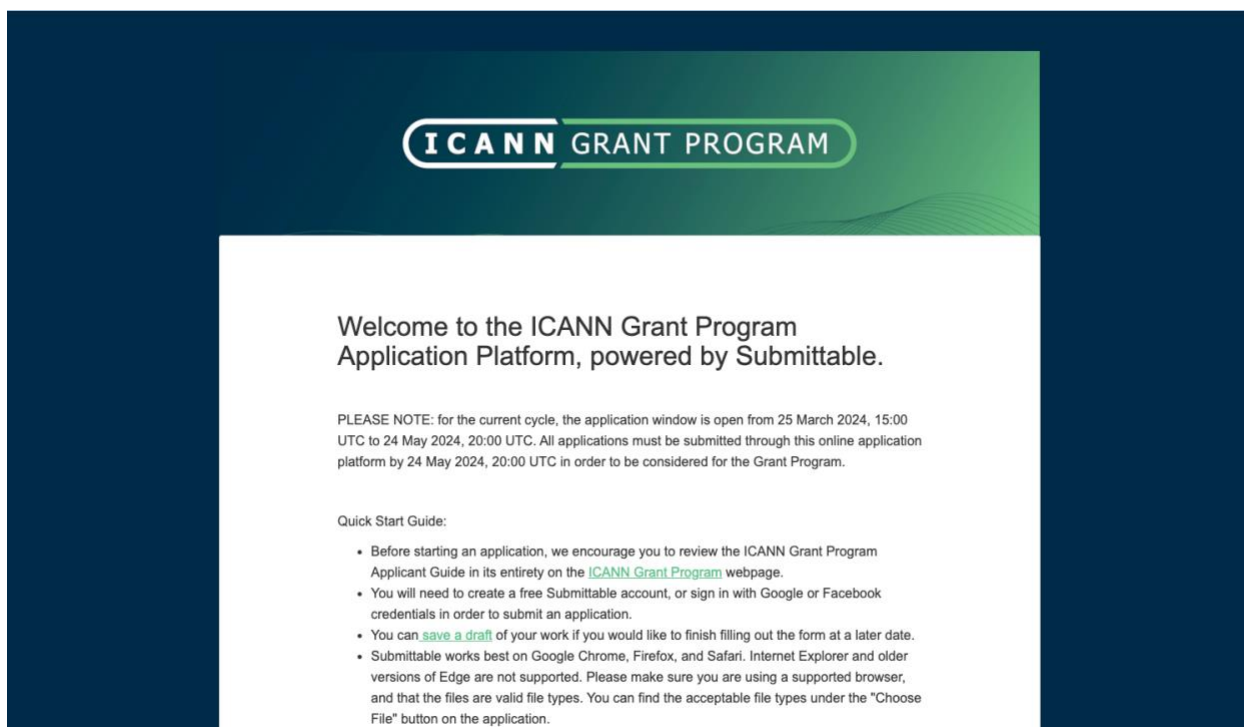 ICANN GRANT PROGRAM
Welcome to the ICANN Grant Program
Application Platform, powered by Submittable.
PLEASE NOTE: for the current cycle, the application window is open from 25 March 2024, 15:00
UTC to 24 May 2024, 20:00 UTC. All applications must be submitted through this online application
platform by 24 May 2024, 20:00 UTC in order to be considered for the Grant Program.
Quick Start Guide:
• Before starting an application, we encourage you to review the ICANN Grant Program
Applicant Guide in its entirety on the ICANN Grant Program webpage.
• You will need to create a free Submittable account, or sign in with Google or Facebook
credentials in order to submit an application.
• You can save a draft of your work if you would like to finish filling out the form at a later date.
• Submittable works best on Google Chrome, Firefox, and Safari. Internet Explorer and older
versions of Edge are not supported. Please make sure you are using a supported browser,
and that the files are valid file types. You can find the acceptable file types under the "Choose
File" button on the application.